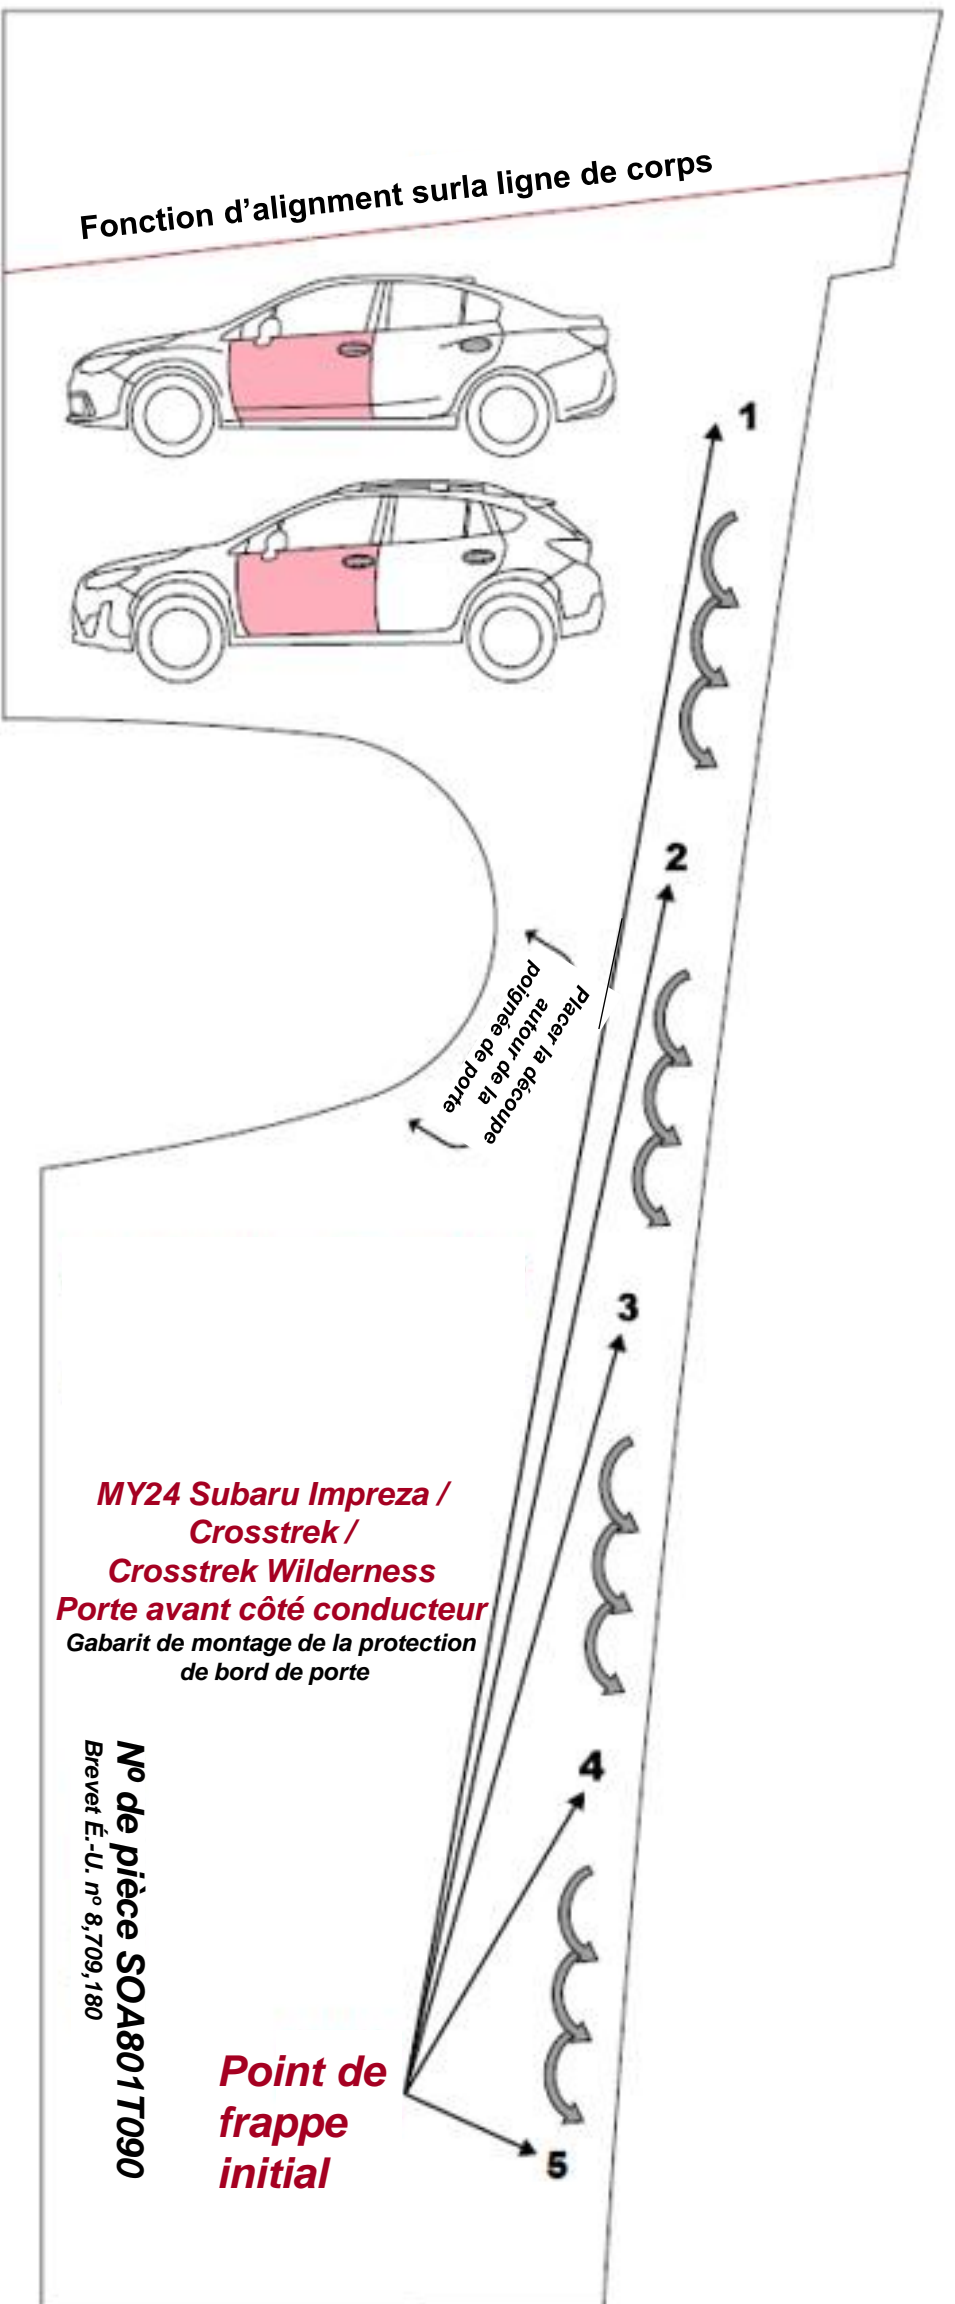 Fonction d’alignment surla ligne de corps
1
2
Placer la découpe
autour de la
poignée de porte
3
MY24 Subaru Impreza /
Crosstrek /
Crosstrek Wilderness
Porte avant côté conducteur
Gabarit de montage de la protection
de bord de porte
4
Nº de pièce SOA801T090
Brevet É.-U. nº 8,709,180
Point de
frappe
initial
5